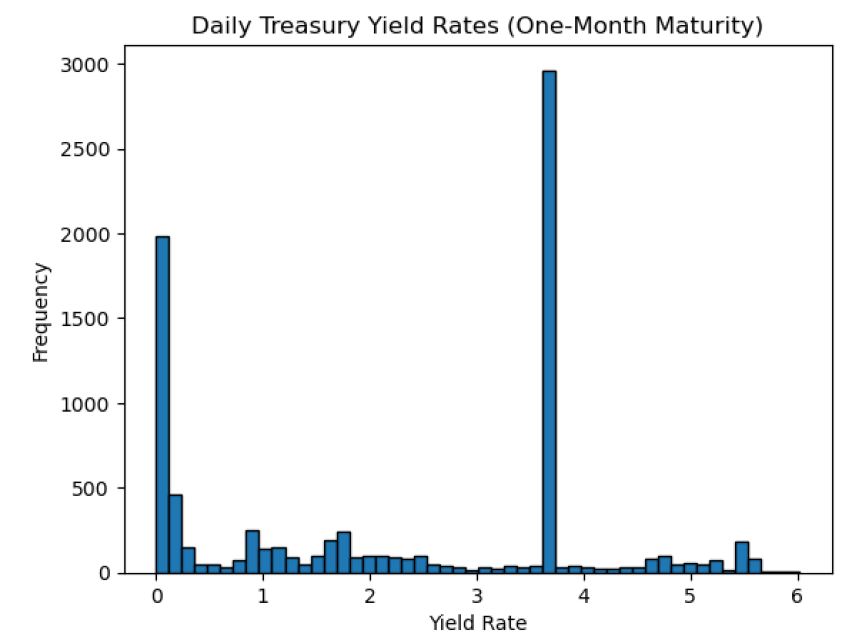 Daily Treasury Yield Rates (One-Month Maturity)
3000
2500
2000
1500
1000
500
0
Frequency
0 1 2 3 4 5 6
Yield Rate